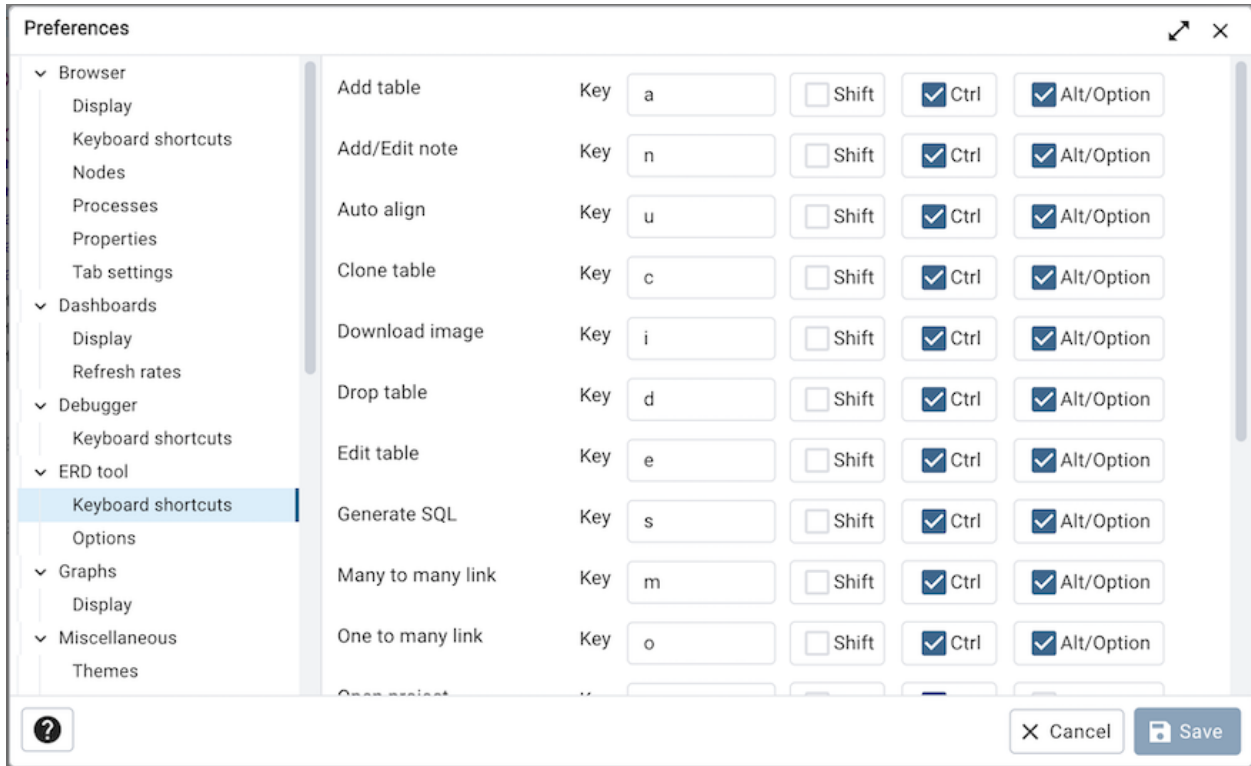 Preferences
Browser
Display
Keyboard shortcuts
Nodes
Processes
Properties
Tab settings
Dashboards
Display
Refresh rates
Debugger
Keyboard shortcuts
ERD tool
Keyboard shortcuts
Options
Graphs
Display
Miscellaneous
Themes
Add table Key a Shift Ctrl Alt/Option
Add/Edit note Key n Shift Ctrl Alt/Option
Auto align Key u Shift Ctrl Alt/Option
Clone table Key c Shift Ctrl Alt/Option
Download image Key i Shift Ctrl Alt/Option
Drop table Key d Shift Ctrl Alt/Option
Edit table Key e Shift Ctrl Alt/Option
Generate SQL Key s Shift Ctrl Alt/Option
Many to many link Key m Shift Ctrl Alt/Option
One to many link Key o Shift Ctrl Alt/Option
Open project
? Cancel Save